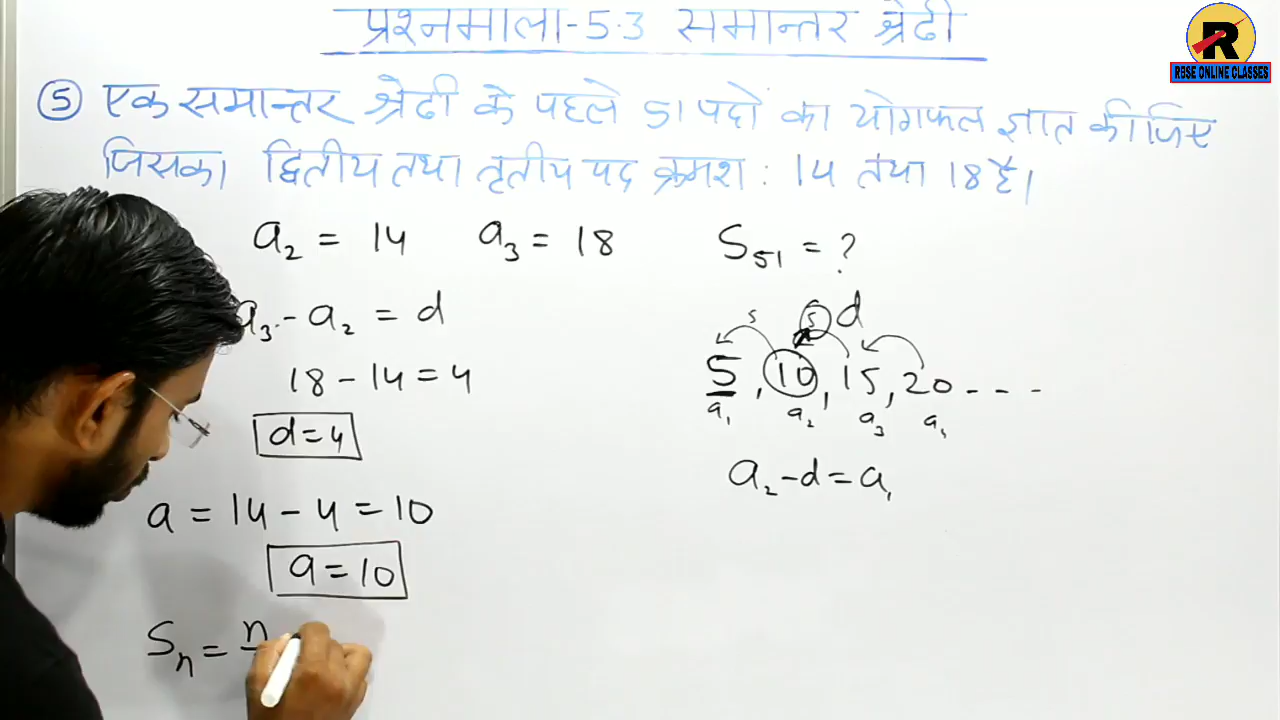 प्रश्नमाला-5.3 समान्तर श्रेढी
R
RBSE ONLINE CLASSES
⑤ एक समान्तर श्रेढी के पहले 51 पदों का योगफल ज्ञात कीजिए
जिसका द्वितीय तथा तृतीय पद क्रमश : 14 तथा 18 है।
a₂ = 14 a₃ = 18 S₅₁ = ?
a₃ - a₂ = d
18 - 14 = 4
d = 4
a = 14 - 4 = 10
a = 10
Sₙ = n
5 5 d
5, 10, 15, 20 - - -
a₁ a₂ a₃
a₂ - d = a₁